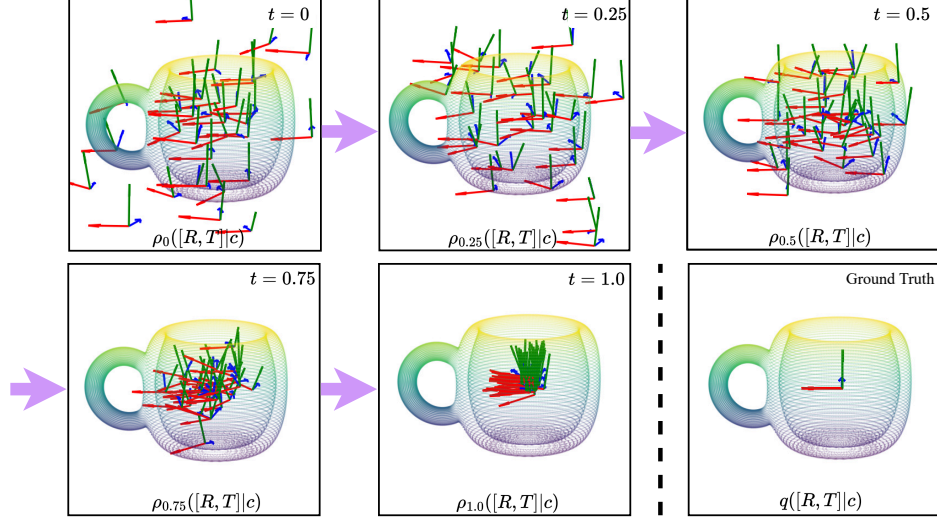 t = 0
ρ₀([R, T]|c)
t = 0.25
ρ₀.₂₅([R, T]|c)
t = 0.5
ρ₀.₅([R, T]|c)
t = 0.75
ρ₀.₇₅([R, T]|c)
t = 1.0
ρ₁.₀([R, T]|c)
Ground Truth
q([R, T]|c)